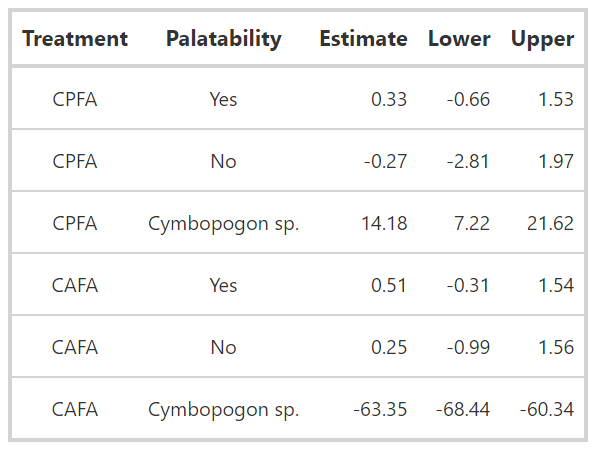 Treatment Palatability Estimate Lower Upper
CPFA Yes 0.33 -0.66 1.53
CPFA No -0.27 -2.81 1.97
CPFA Cymbopogon sp. 14.18 7.22 21.62
CAFA Yes 0.51 -0.31 1.54
CAFA No 0.25 -0.99 1.56
CAFA Cymbopogon sp. -63.35 -68.44 -60.34